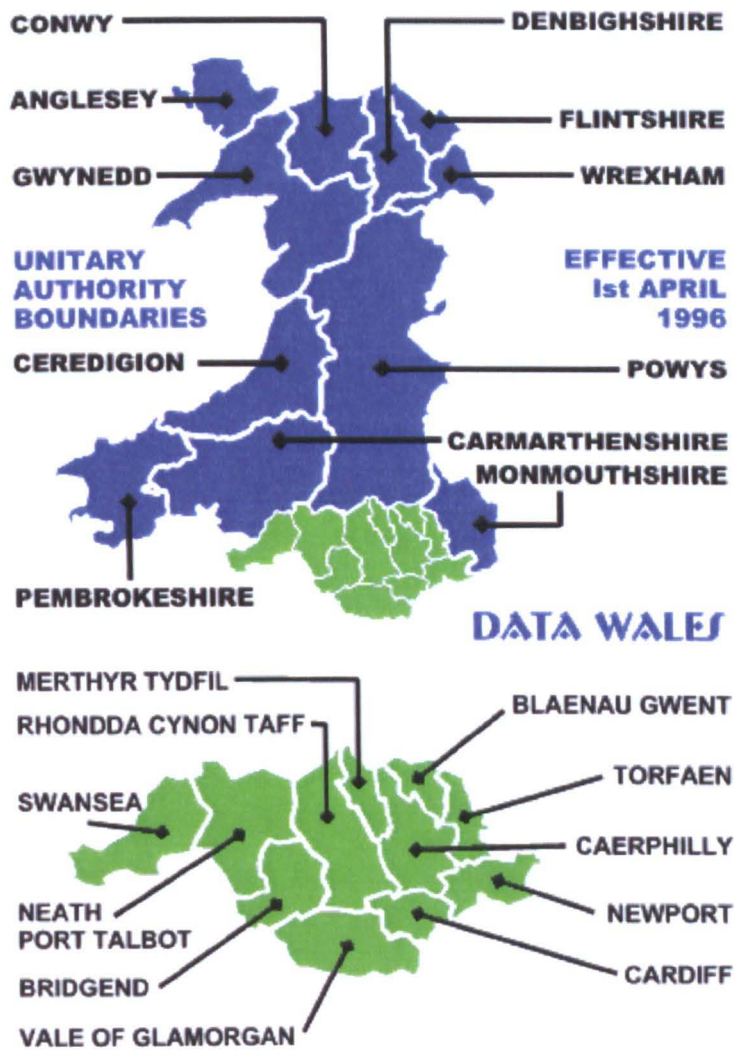 CONWY
DENBIGHSHIRE
ANGLESEY
FLINTSHIRE
GWYNEDD
WREXHAM
UNITARY
AUTHORITY
BOUNDARIES
EFFECTIVE
Ist APRIL
1996
CEREDIGION
POWYS
CARMARTHENSHIRE
MONMOUTHSHIRE
PEMBROKESHIRE
DATA WALES
MERTHYR TYDFIL
RHONDDA CYNON TAFF
BLAENAU GWENT
TORFAEN
SWANSEA
CAERPHILLY
NEATH
PORT TALBOT
NEWPORT
BRIDGEND
CARDIFF
VALE OF GLAMORGAN